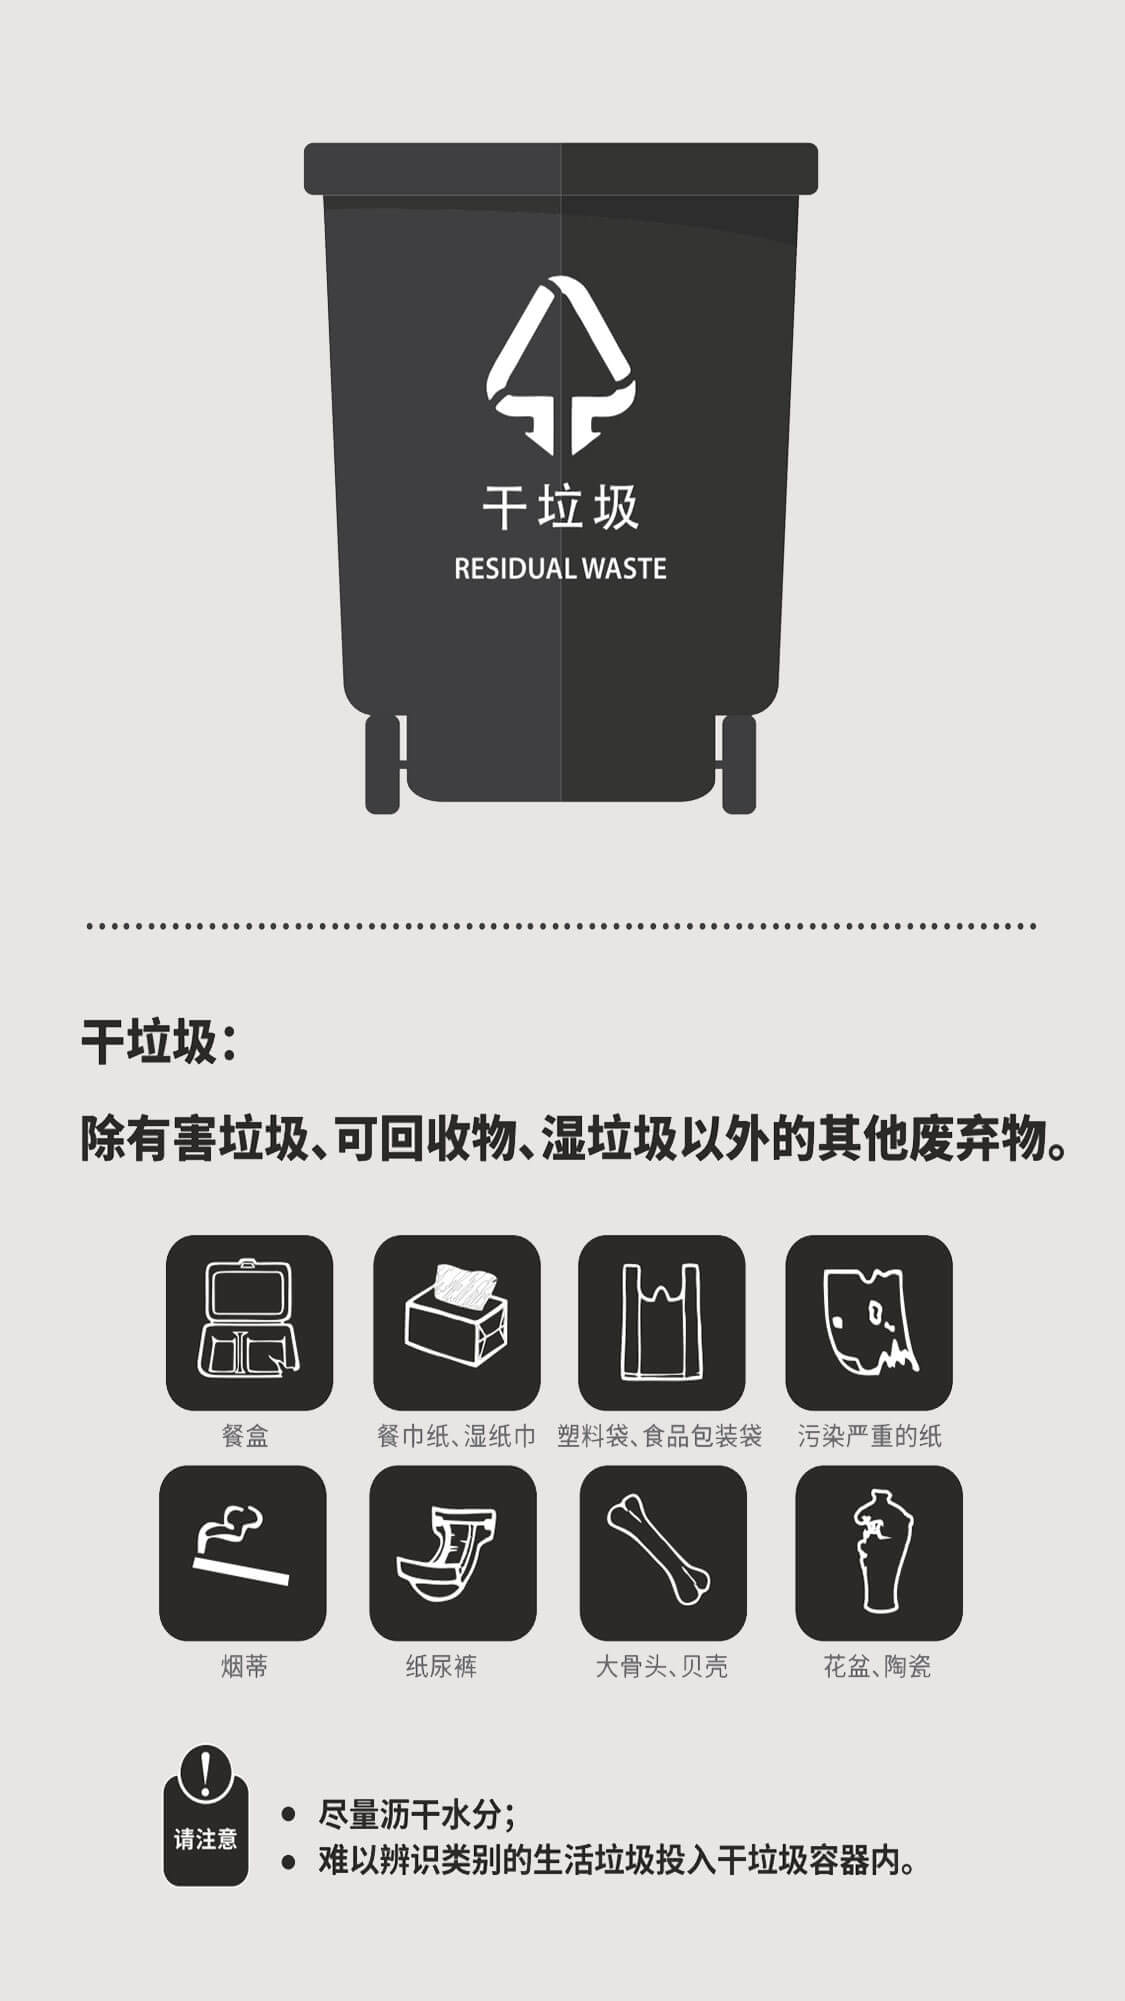 干垃圾
RESIDUAL WASTE
干垃圾：
除有害垃圾、可回收物、湿垃圾以外的其他废弃物。
餐盒
餐巾纸、湿纸巾
塑料袋、食品包装袋
污染严重的纸
烟蒂
纸尿裤
大骨头、贝壳
花盆、陶瓷
请注意
尽量沥干水分；
难以辨识类别的生活垃圾投入干垃圾容器内。